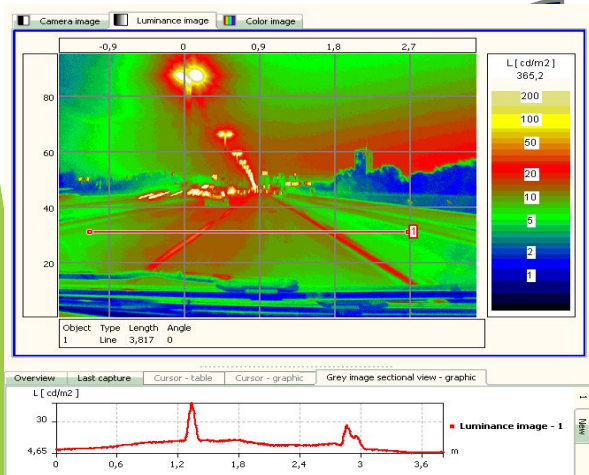 Camera image Luminance image Color image
-0,9 0 0,9 1,8 2,7
L [ cd/m2 ]
365,2
80
60
40
20
200
100
50
20
10
5
2
1
1
Object Type Length Angle
1 Line 3,817 0
Overview Last capture Cursor - table Cursor - graphic Grey image sectional view - graphic
L [ cd/m2 ]
30
4,65
0 0,6 1,2 1,8 2,4 3 3,6
m
Luminance image - 1
1
New